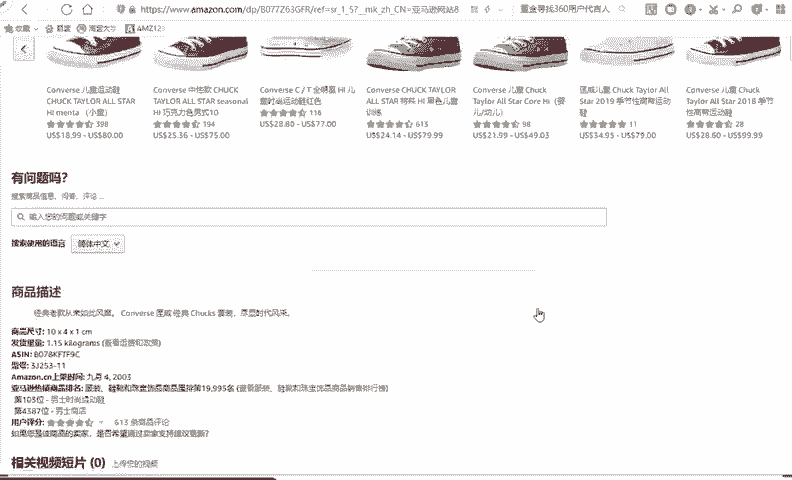 https://www.amazon.com/dp/B077Z63GFR/ref=sr_1_5?__mk_zh_CN=亚马逊网站&
董金寻找360用户代言人
收藏
海富大学
AMZ12
Converse 儿童运动鞋 CHUCK TAYLOR ALL STAR Hi menta （小童）
398
US$18.99 - US$80.00
Converse 中性款 CHUCK TAYLOR ALL STAR seasonal Hi 巧克力色男式10
194
US$25.36 - US$75.00
Converse C / T 全明星 HI 儿童时尚运动鞋红色
116
US$28.80 - US$77.00
Converse 儿童 CHUCK TAYLOR ALL STAR 特殊 HI 黑色儿童训练
613
US$24.14 - US$79.99
Converse 儿童 Chuck Taylor All Star Core Hi（婴儿/幼儿）
98
US$21.99 - US$49.03
匡威儿童 Chuck Taylor All Star 2019 季节性高帮运动鞋
11
US$34.95 - US$79.00
Converse 儿童 Chuck Taylor All Star 2018 季节性高帮运动鞋
28
US$28.60 - US$99.99
有问题吗？
搜索商品信息、问答、评论 ...
输入您的问题或关键字
搜索使用的语言 简体中文
商品描述
经典老款从未如此风靡。 Converse 匡威 经典 Chucks 套装，尽显时代风采。
商品尺寸: 10 x 4 x 1 cm
发货重量: 1.15 kilograms (查看运费和政策)
ASIN: B078KFTF9C
型号: 3J253-11
Amazon.cn上架时间: 九月 4, 2003
亚马逊热销商品排名: 服装、鞋靴和珠宝饰品商品里排第19,995名 (查看服装、鞋靴和珠宝饰品商品销售排行榜)
第103位 - 男士时尚运动鞋
第4387位 - 男士商店
用户评分: 613 条商品评论
如果您是该商品的卖家，是否希望通过卖家支持建议更新?
相关视频短片 (0) 上传您的视频